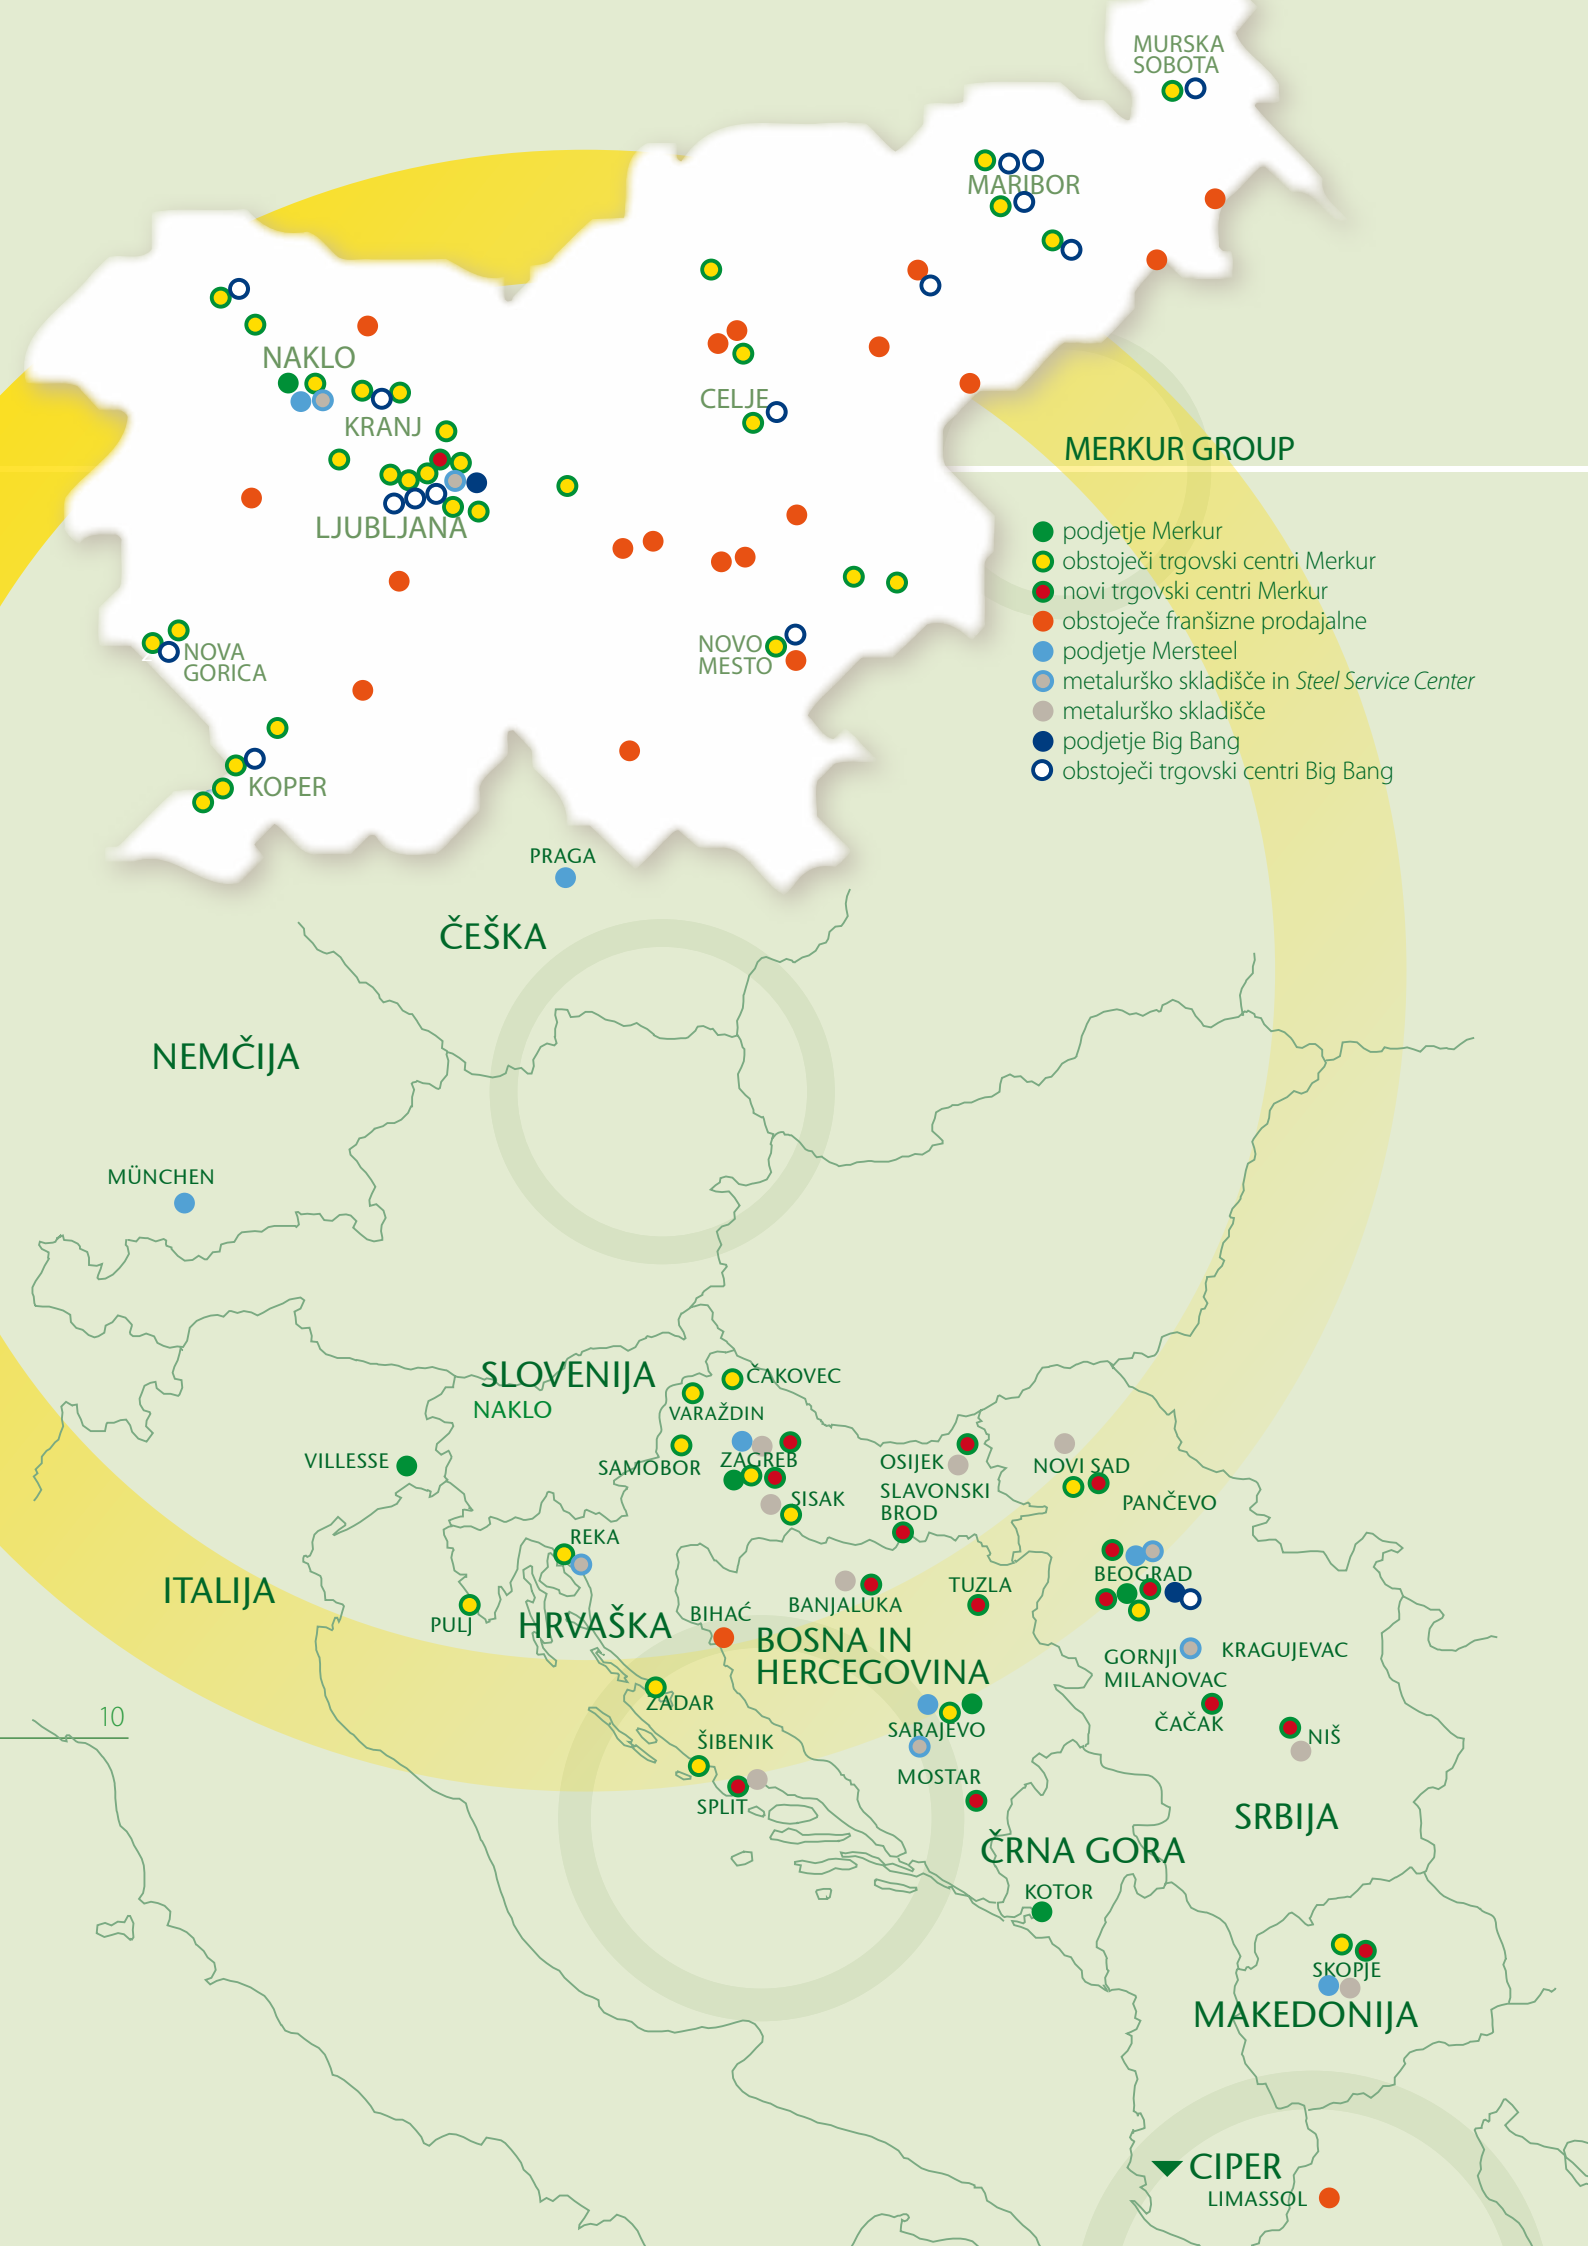 MURSKA
SOBOTA
MARIBOR
NAKLO
KRANJ
CELJE
LJUBLJANA
MERKUR GROUP
podjetje Merkur
obstoječi trgovski centri Merkur
novi trgovski centri Merkur
obstoječe franšizne prodajalne
podjetje Mersteel
metalurško skladišče in Steel Service Center
metalurško skladišče
podjetje Big Bang
obstoječi trgovski centri Big Bang
NOVA
GORICA
NOVO
MESTO
KOPER
PRAGA
ČEŠKA
NEMČIJA
MÜNCHEN
SLOVENIJA
NAKLO
ČAKOVEC
VARAŽDIN
VILLESSE
SAMOBOR
ZAGREB
SISAK
OSIJEK
SLAVONSKI
BROD
NOVI SAD
PANČEVO
REKA
ITALIJA
PULJ
HRVAŠKA
BIHAĆ
BANJALUKA
TUZLA
BEOGRAD
BOSNA IN
HERCEGOVINA
GORNJI
MILANOVAC
KRAGUJEVAC
ZADAR
SARAJEVO
ČAČAK
NIŠ
10
ŠIBENIK
SPLIT
MOSTAR
SRBIJA
ČRNA GORA
KOTOR
SKOPJE
MAKEDONIJA
CIPER
LIMASSOL